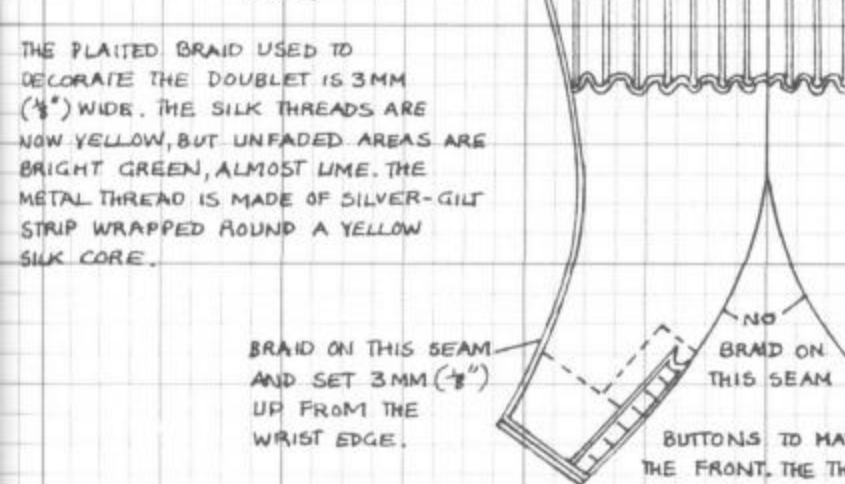 THE PLAITED BRAID USED TO
DECORATE THE DOUBLET IS 3MM
(⅛") WIDE. THE SILK THREADS ARE
NOW YELLOW, BUT UNFADED AREAS ARE
BRIGHT GREEN, ALMOST LIME. THE
METAL THREAD IS MADE OF SILVER-GILT
STRIP WRAPPED ROUND A YELLOW
SILK CORE.
BRAID ON THIS SEAM
AND SET 3MM (⅛")
UP FROM THE
WRIST EDGE.
NO
BRAID ON
THIS SEAM
BUTTONS TO
THE FRONT. THE